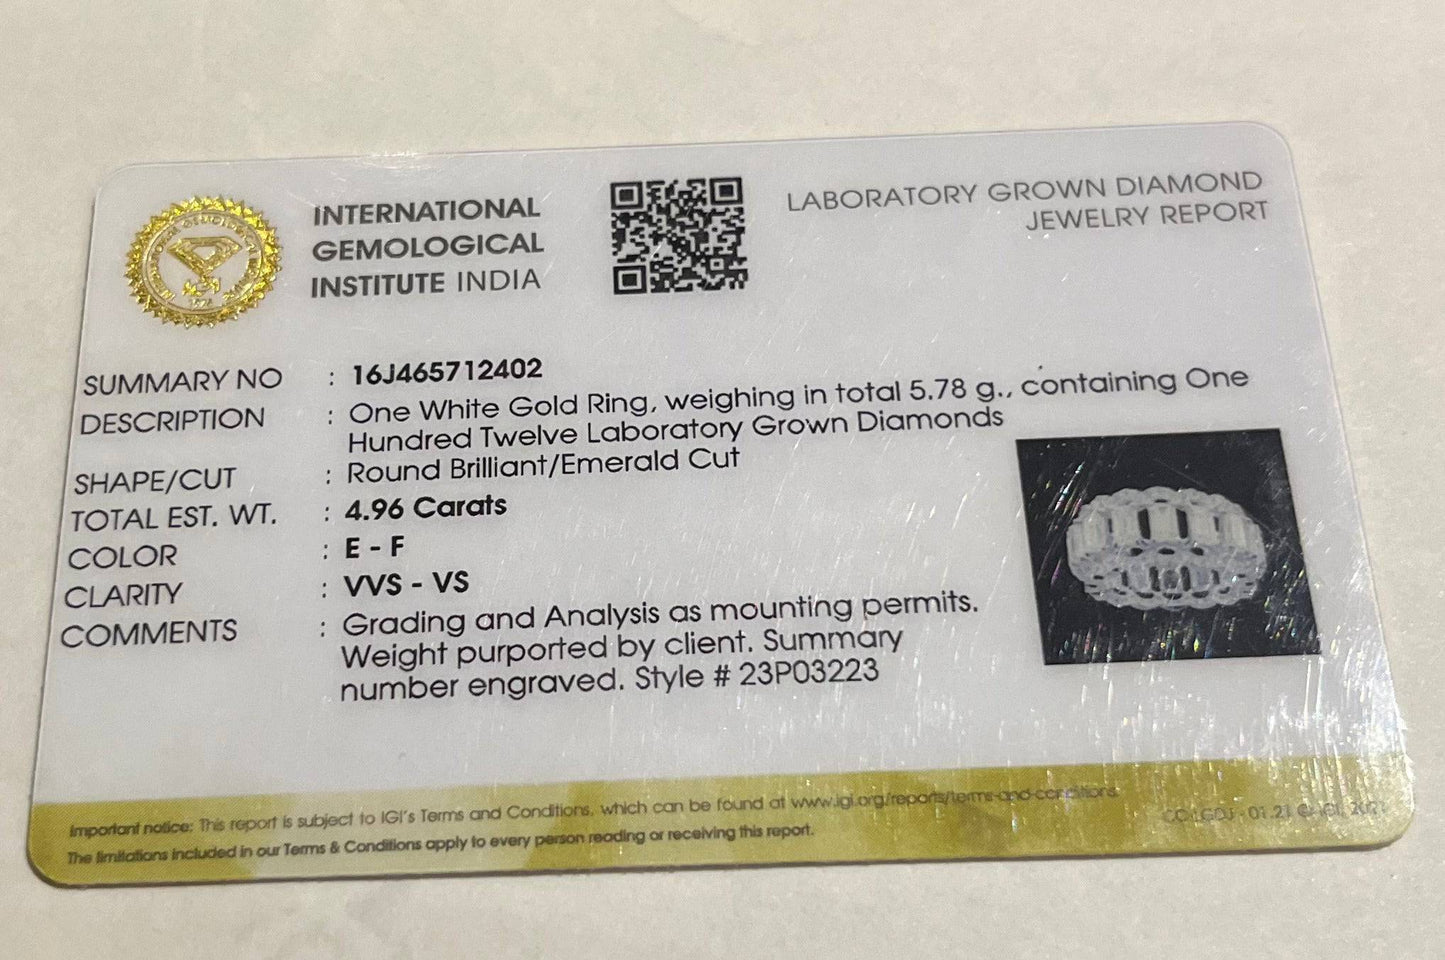 INTERNATIONAL
GEMOLOGICAL
INSTITUTE INDIA
LABORATORY GROWN DIAMOND
JEWELRY REPORT
SUMMARY NO : 16J465712402
DESCRIPTION : One White Gold Ring, weighing in total 5.78 g., containing One
Hundred Twelve Laboratory Grown Diamonds
SHAPE/CUT : Round Brilliant/Emerald Cut
TOTAL EST. WT. : 4.96 Carats
COLOR : E - F
CLARITY : VVS - VS
COMMENTS : Grading and Analysis as mounting permits.
Weight purported by client. Summary
number engraved. Style # 23P03223
Important notice: This report is subject to IGI's Terms and Conditions, which can be found at www.igi.org/reports/terms-and-conditions
The limitations included in our Terms & Conditions apply to every person reading or receiving this report.